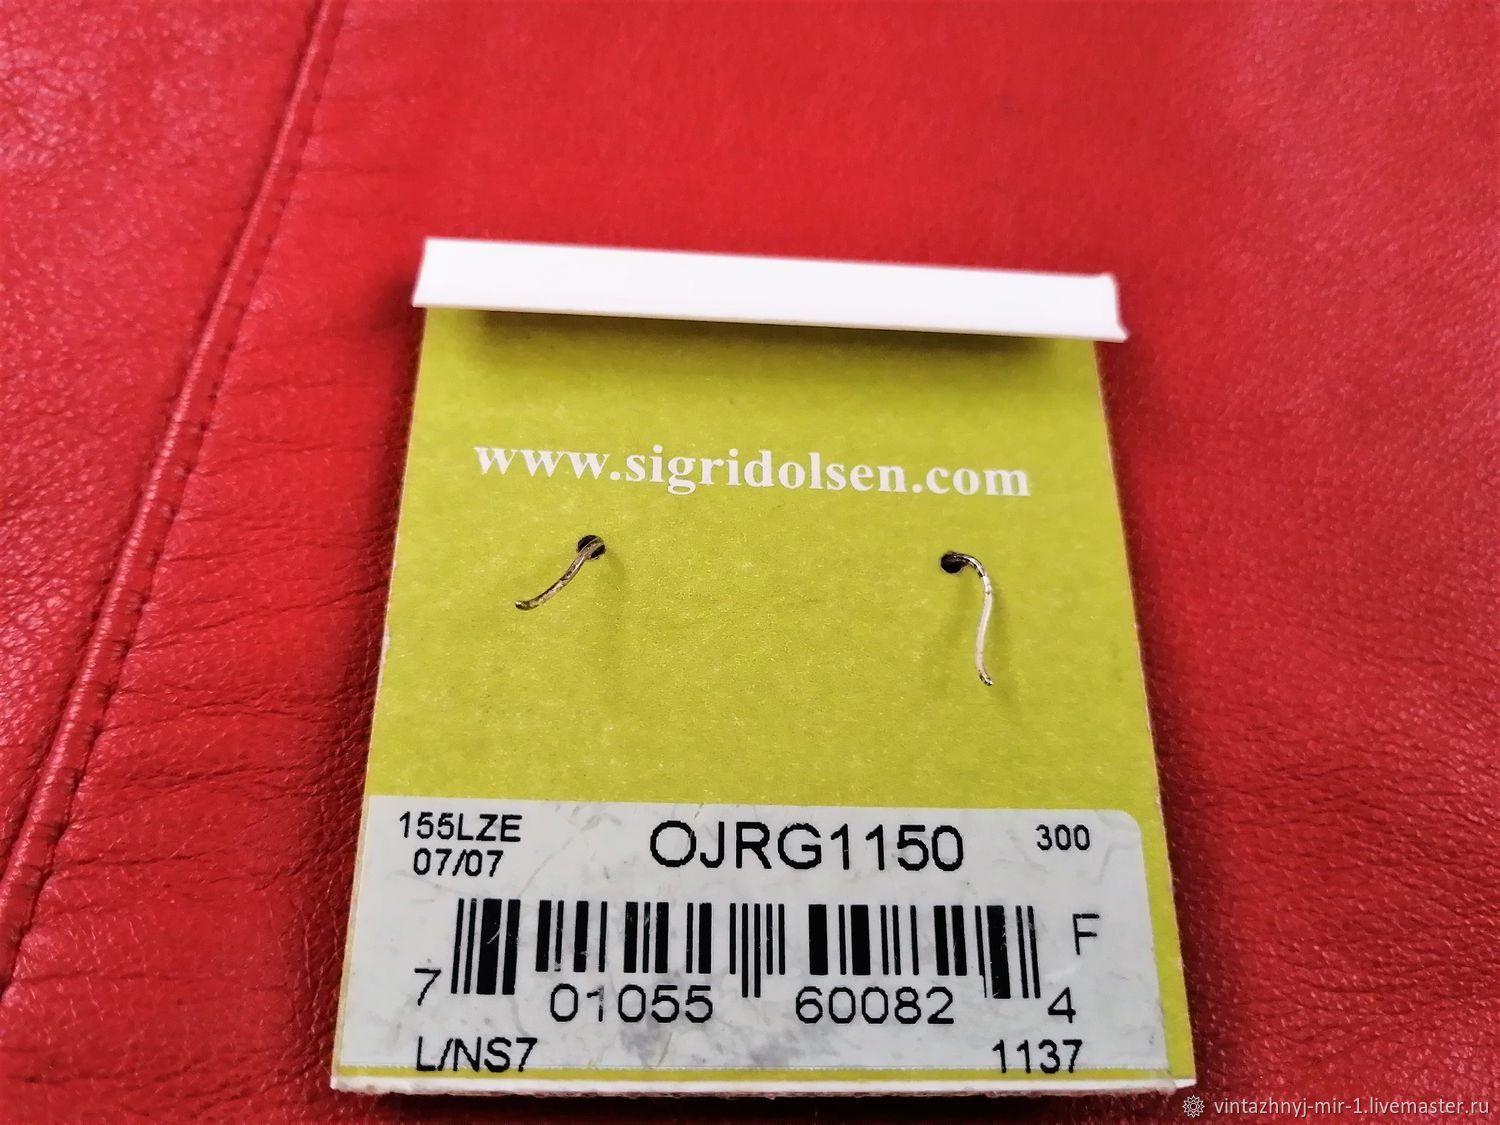 www.sigridolsen.com
155LZE
OJRG1150
300
07/07
F
7 01055 60082 4
L/NS7
1137
vintazhnyj-mir-1.livemaster.ru